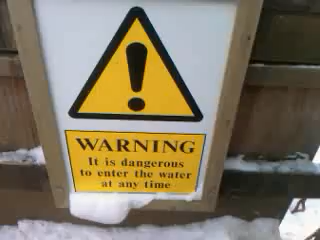 WARNING
It is dangerous
to enter the water
at any time